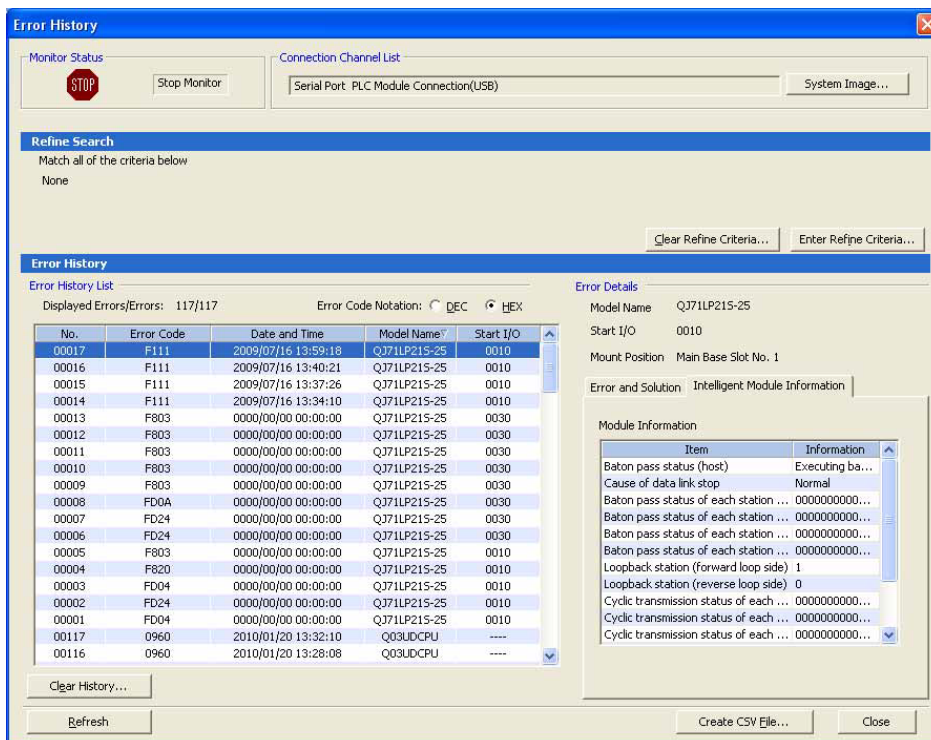 Error History
Monitor Status
STOP
Stop Monitor
Connection Channel List
Serial Port PLC Module Connection(USB)
System Image...
Refine Search
Match all of the criteria below
None
Clear Refine Criteria...
Enter Refine Criteria...
Error History
Error History List
Displayed Errors/Errors: 117/117
Error Code Notation: DEC HEX
No. Error Code Date and Time Model Name Start I/O
00017 F111 2009/07/16 13:59:18 QJ71LP21S-25 0010
00016 F111 2009/07/16 13:40:21 QJ71LP21S-25 0010
00015 F111 2009/07/16 13:37:26 QJ71LP21S-25 0010
00014 F111 2009/07/16 13:34:10 QJ71LP21S-25 0010
00013 F803 0000/00/00 00:00:00 QJ71LP21S-25 0030
00012 F803 0000/00/00 00:00:00 QJ71LP21S-25 0030
00011 F803 0000/00/00 00:00:00 QJ71LP21S-25 0030
00010 F803 0000/00/00 00:00:00 QJ71LP21S-25 0030
00009 F803 0000/00/00 00:00:00 QJ71LP21S-25 0030
00008 FD0A 0000/00/00 00:00:00 QJ71LP21S-25 0030
00007 FD24 0000/00/00 00:00:00 QJ71LP21S-25 0030
00006 FD24 0000/00/00 00:00:00 QJ71LP21S-25 0030
00005 F803 0000/00/00 00:00:00 QJ71LP21S-25 0010
00004 F820 0000/00/00 00:00:00 QJ71LP21S-25 0010
00003 FD04 0000/00/00 00:00:00 QJ71LP21S-25 0010
00002 FD24 0000/00/00 00:00:00 QJ71LP21S-25 0010
00001 FD04 0000/00/00 00:00:00 QJ71LP21S-25 0010
00117 0960 2010/01/20 13:32:10 Q03UDCPU ----
00116 0960 2010/01/20 13:28:08 Q03UDCPU ----
Clear History...
Error Details
Model Name QJ71LP21S-25
Start I/O 0010
Mount Position Main Base Slot No. 1
Error and Solution
Intelligent Module Information
Module Information
Item Information
Baton pass status (host) Executing ba...
Cause of data link stop Normal
Baton pass status of each station ... 0000000000...
Baton pass status of each station ... 0000000000...
Baton pass status of each station ... 0000000000...
Baton pass status of each station ... 0000000000...
Loopback station (forward loop side) 1
Loopback station (reverse loop side) 0
Cyclic transmission status of each ... 0000000000...
Cyclic transmission status of each ... 0000000000...
Cyclic transmission status of each ... 0000000000...
Refresh
Create CSV File...
Close